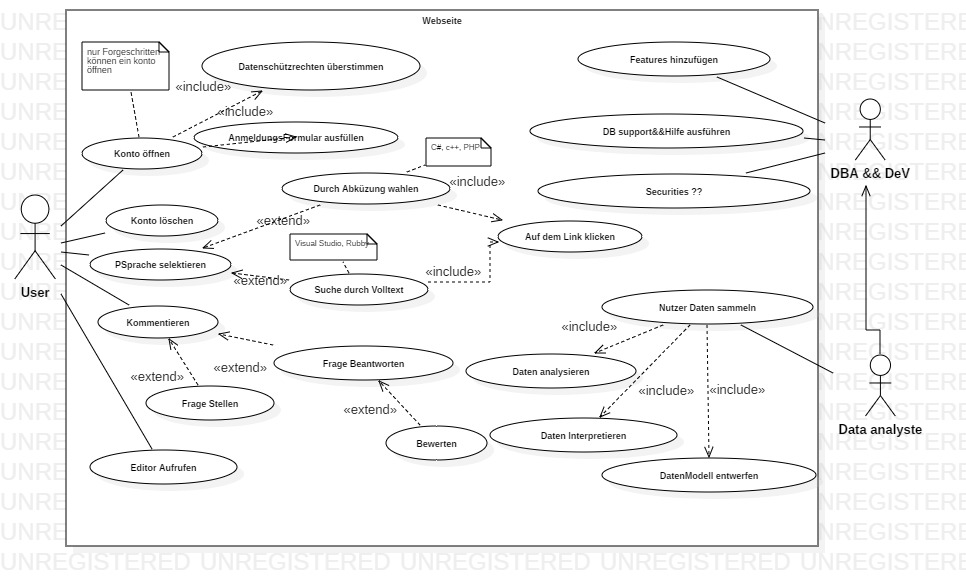 Webseite
nur Forgeschritten
können ein konto
öffnen
Datenschützrechten überstimmen
Features hinzufügen
«include»
«include»
Anmeldungsformular ausfüllen
DB support&&Hilfe ausführen
Konto öffnen
C#, c++, PHP
DBA && DeV
Durch Abküzung wahlen
«include»
Securities ??
Konto löschen
«extend»
Auf dem Link klicken
Visual Studio, Rubby
PSprache selektieren
«include»
«extend»
User
Suche durch Volltext
Nutzer Daten sammeln
Kommentieren
«include»
Frage Beantworten
«extend»
Daten analysieren
«extend»
«include»
«include»
Frage Stellen
«extend»
Data analyste
Daten Interpretieren
Bewerten
Editor Aufrufen
DatenModell entwerfen
UNREGISTERED UNREGISTERED UNREGISTERED UNREGISTERED UNREGISTERE